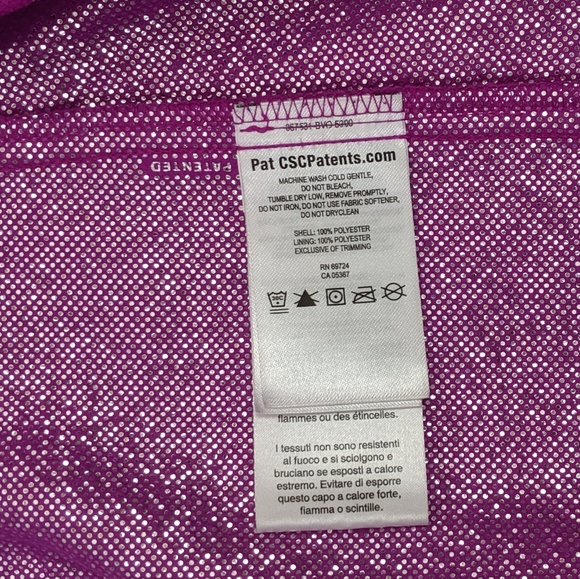 Pat CSCPatents.com
PATENTED
MACHINE WASH COLD GENTLE,
DO NOT BLEACH,
TUMBLE DRY LOW, REMOVE PROMPTLY,
DO NOT IRON, DO NOT USE FABRIC SOFTENER,
DO NOT DRYCLEAN
SHELL: 100% POLYESTER
LINING: 100% POLYESTER
EXCLUSIVE OF TRIMMING
RN 69724
CA 05367
30C
flammes ou des étincelles.
I tessuti non sono resistenti
al fuoco e si sciolgono e
bruciano se esposti a calore
estremo. Evitare di esporre
questo capo a calore forte,
fiamma o scintille.